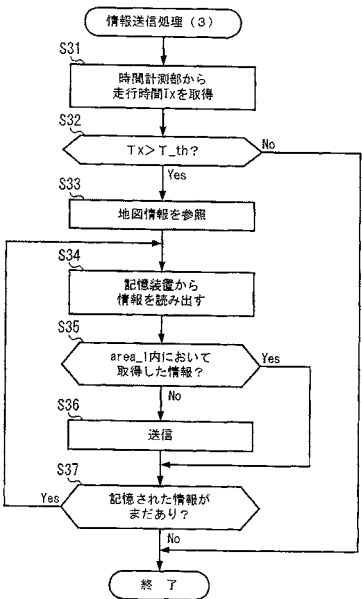 情報送信処理（3）
S31
時間計測部から
走行時間Txを取得
S32
Tx>T_th?
No
Yes
S33
地図情報を参照
S34
記憶装置から
情報を読み出す
S35
area_1内において
取得した情報?
Yes
No
S36
送信
S37
記憶された情報が
まだあり?
Yes
No
終了